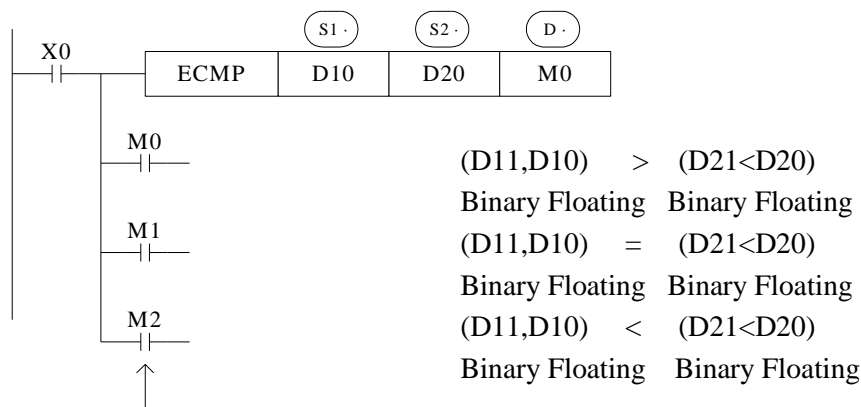 S1 · S2 · D ·
X0
ECMP D10 D20 M0
M0
(D11,D10) > (D21<D20)
Binary Floating Binary Floating
M1
(D11,D10) = (D21<D20)
Binary Floating Binary Floating
M2
(D11,D10) < (D21<D20)
Binary Floating Binary Floating